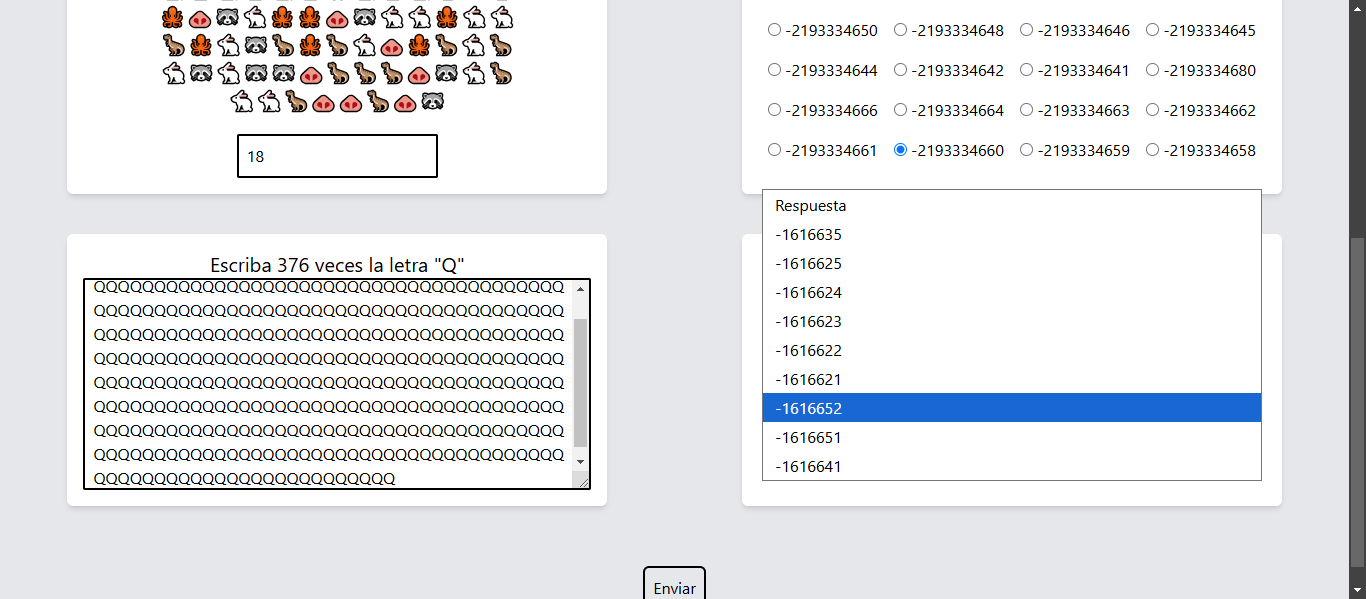 18
Escriba 376 veces la letra "Q"
QQQQQQQQQQQQQQQQQQQQQQQQQQQQQQQQQQQQQQQ
QQQQQQQQQQQQQQQQQQQQQQQQQQQQQQQQQQQQQQQ
QQQQQQQQQQQQQQQQQQQQQQQQQQQQQQQQQQQQQQQ
QQQQQQQQQQQQQQQQQQQQQQQQQQQQQQQQQQQQQQQ
QQQQQQQQQQQQQQQQQQQQQQQQQQQQQQQQQQQQQQQ
QQQQQQQQQQQQQQQQQQQQQQQQQQQQQQQQQQQQQQQ
QQQQQQQQQQQQQQQQQQQQQQQQQQQQQQQQQQQQQQQ
QQQQQQQQQQQQQQQQQQQQQQQQQQQQQQQQQQQQQQQ
QQQQQQQQQQQQQQQQQQQQQQQQQ
-2193334650 -2193334648 -2193334646 -2193334645
-2193334644 -2193334642 -2193334641 -2193334680
-2193334666 -2193334664 -2193334663 -2193334662
-2193334661 -2193334660 -2193334659 -2193334658
Respuesta
-1616635
-1616625
-1616624
-1616623
-1616622
-1616621
-1616652
-1616651
-1616641
Enviar